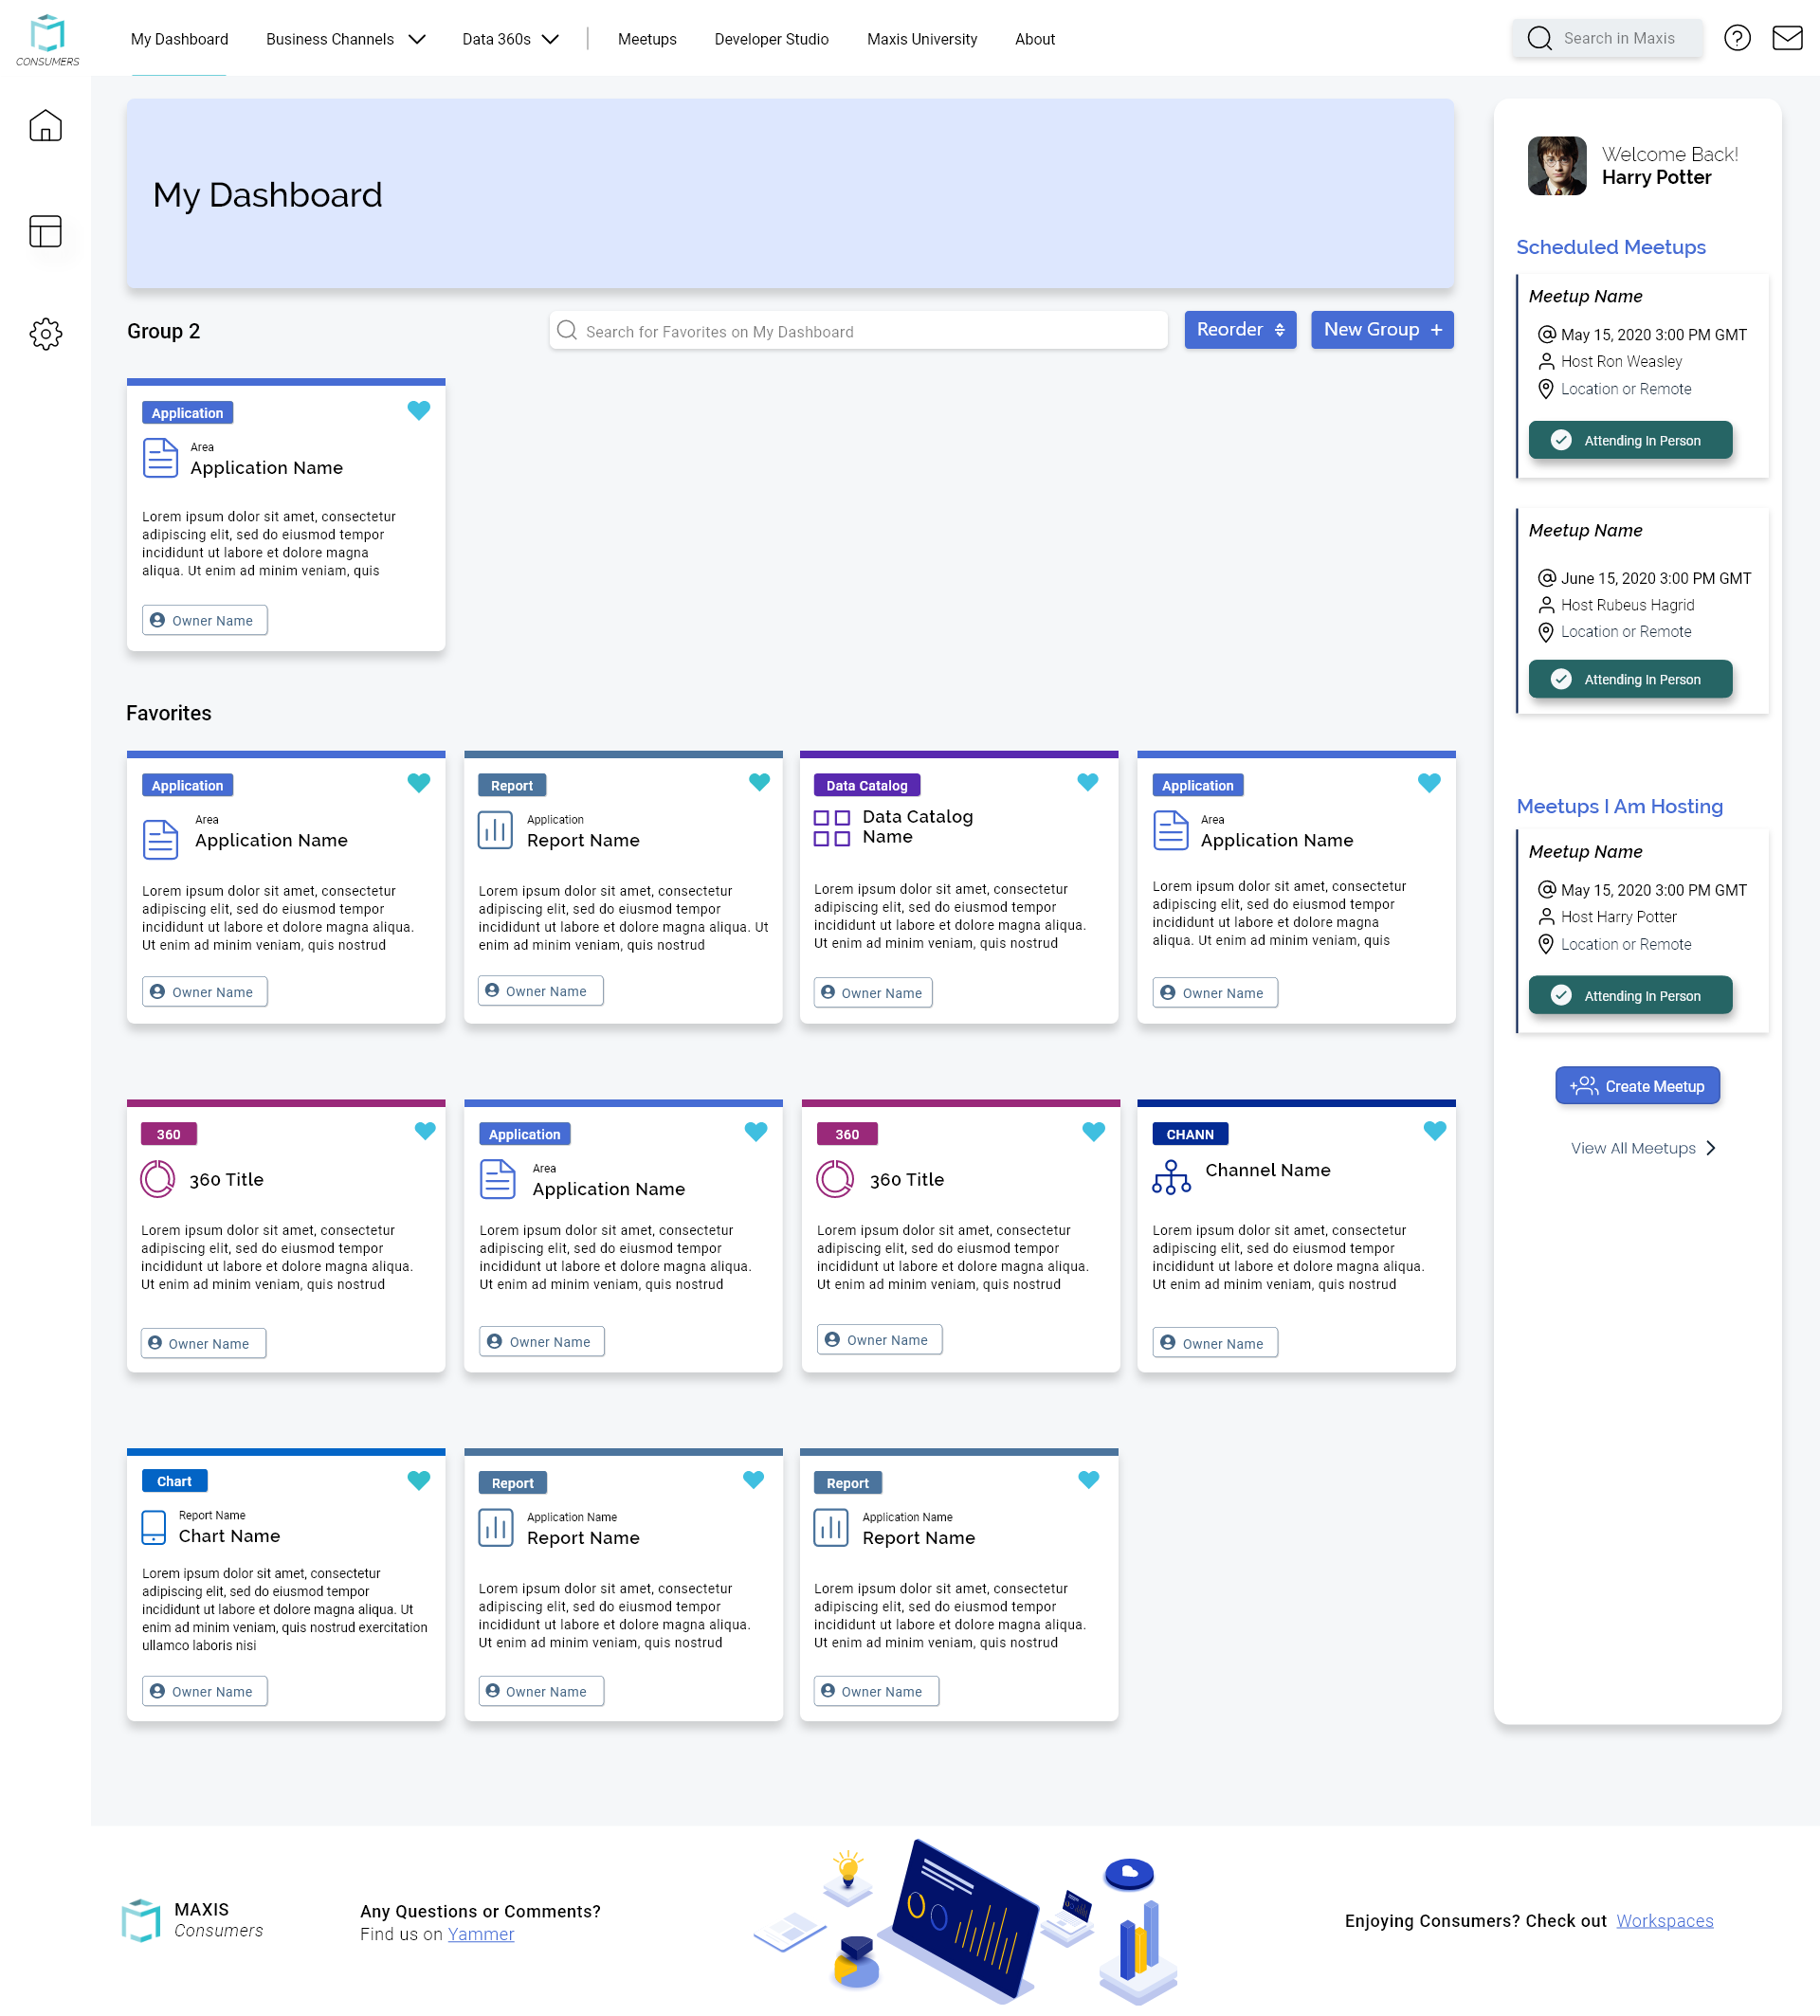 CONSUMERS
My Dashboard
Business Channels
Data 360s
Meetups
Developer Studio
Maxis University
About
Search in Maxis
My Dashboard
Group 2
Search for Favorites on My Dashboard
Reorder
New Group +
Application
Area
Application Name
Lorem ipsum dolor sit amet, consectetur
adipiscing elit, sed do eiusmod tempor
incididunt ut labore et dolore magna
aliqua. Ut enim ad minim veniam, quis
Owner Name
Favorites
Application
Area
Application Name
Lorem ipsum dolor sit amet, consectetur
adipiscing elit, sed do eiusmod tempor
incididunt ut labore et dolore magna aliqua.
Ut enim ad minim veniam, quis nostrud
Owner Name
Report
Application
Report Name
Lorem ipsum dolor sit amet, consectetur
adipiscing elit, sed do eiusmod tempor
incididunt ut labore et dolore magna aliqua. Ut
enim ad minim veniam, quis nostrud
Owner Name
Data Catalog
Data Catalog
Name
Lorem ipsum dolor sit amet, consectetur
adipiscing elit, sed do eiusmod tempor
incididunt ut labore et dolore magna aliqua.
Ut enim ad minim veniam, quis nostrud
Owner Name
Application
Area
Application Name
Lorem ipsum dolor sit amet, consectetur
adipiscing elit, sed do eiusmod tempor
incididunt ut labore et dolore magna
aliqua. Ut enim ad minim veniam, quis
Owner Name
360
360 Title
Lorem ipsum dolor sit amet, consectetur
adipiscing elit, sed do eiusmod tempor
incididunt ut labore et dolore magna aliqua.
Ut enim ad minim veniam, quis nostrud
Owner Name
Application
Area
Application Name
Lorem ipsum dolor sit amet, consectetur
adipiscing elit, sed do eiusmod tempor
incididunt ut labore et dolore magna aliqua.
Ut enim ad minim veniam, quis nostrud
Owner Name
360
360 Title
Lorem ipsum dolor sit amet, consectetur
adipiscing elit, sed do eiusmod tempor
incididunt ut labore et dolore magna aliqua.
Ut enim ad minim veniam, quis nostrud
Owner Name
CHANN
Channel Name
Lorem ipsum dolor sit amet, consectetur
adipiscing elit, sed do eiusmod tempor
incididunt ut labore et dolore magna aliqua.
Ut enim ad minim veniam, quis nostrud
Owner Name
Chart
Report Name
Chart Name
Lorem ipsum dolor sit amet, consectetur
adipiscing elit, sed do eiusmod tempor
incididunt ut labore et dolore magna aliqua. Ut
enim ad minim veniam, quis nostrud exercitation
ullamco laboris nisi
Owner Name
Report
Application Name
Report Name
Lorem ipsum dolor sit amet, consectetur
adipiscing elit, sed do eiusmod tempor
incididunt ut labore et dolore magna aliqua.
Ut enim ad minim veniam, quis nostrud
Owner Name
Report
Application Name
Report Name
Lorem ipsum dolor sit amet, consectetur
adipiscing elit, sed do eiusmod tempor
incididunt ut labore et dolore magna aliqua.
Ut enim ad minim veniam, quis nostrud
Owner Name
Welcome Back!
Harry Potter
Scheduled Meetups
Meetup Name
@ May 15, 2020 3:00 PM GMT
Host Ron Weasley
Location or Remote
Attending In Person
Meetup Name
@ June 15, 2020 3:00 PM GMT
Host Rubeus Hagrid
Location or Remote
Attending In Person
Meetups I Am Hosting
Meetup Name
@ May 15, 2020 3:00 PM GMT
Host Harry Potter
Location or Remote
Attending In Person
Create Meetup
View All Meetups
MAXIS
Consumers
Any Questions or Comments?
Find us on Yammer
Enjoying Consumers? Check out Workspaces